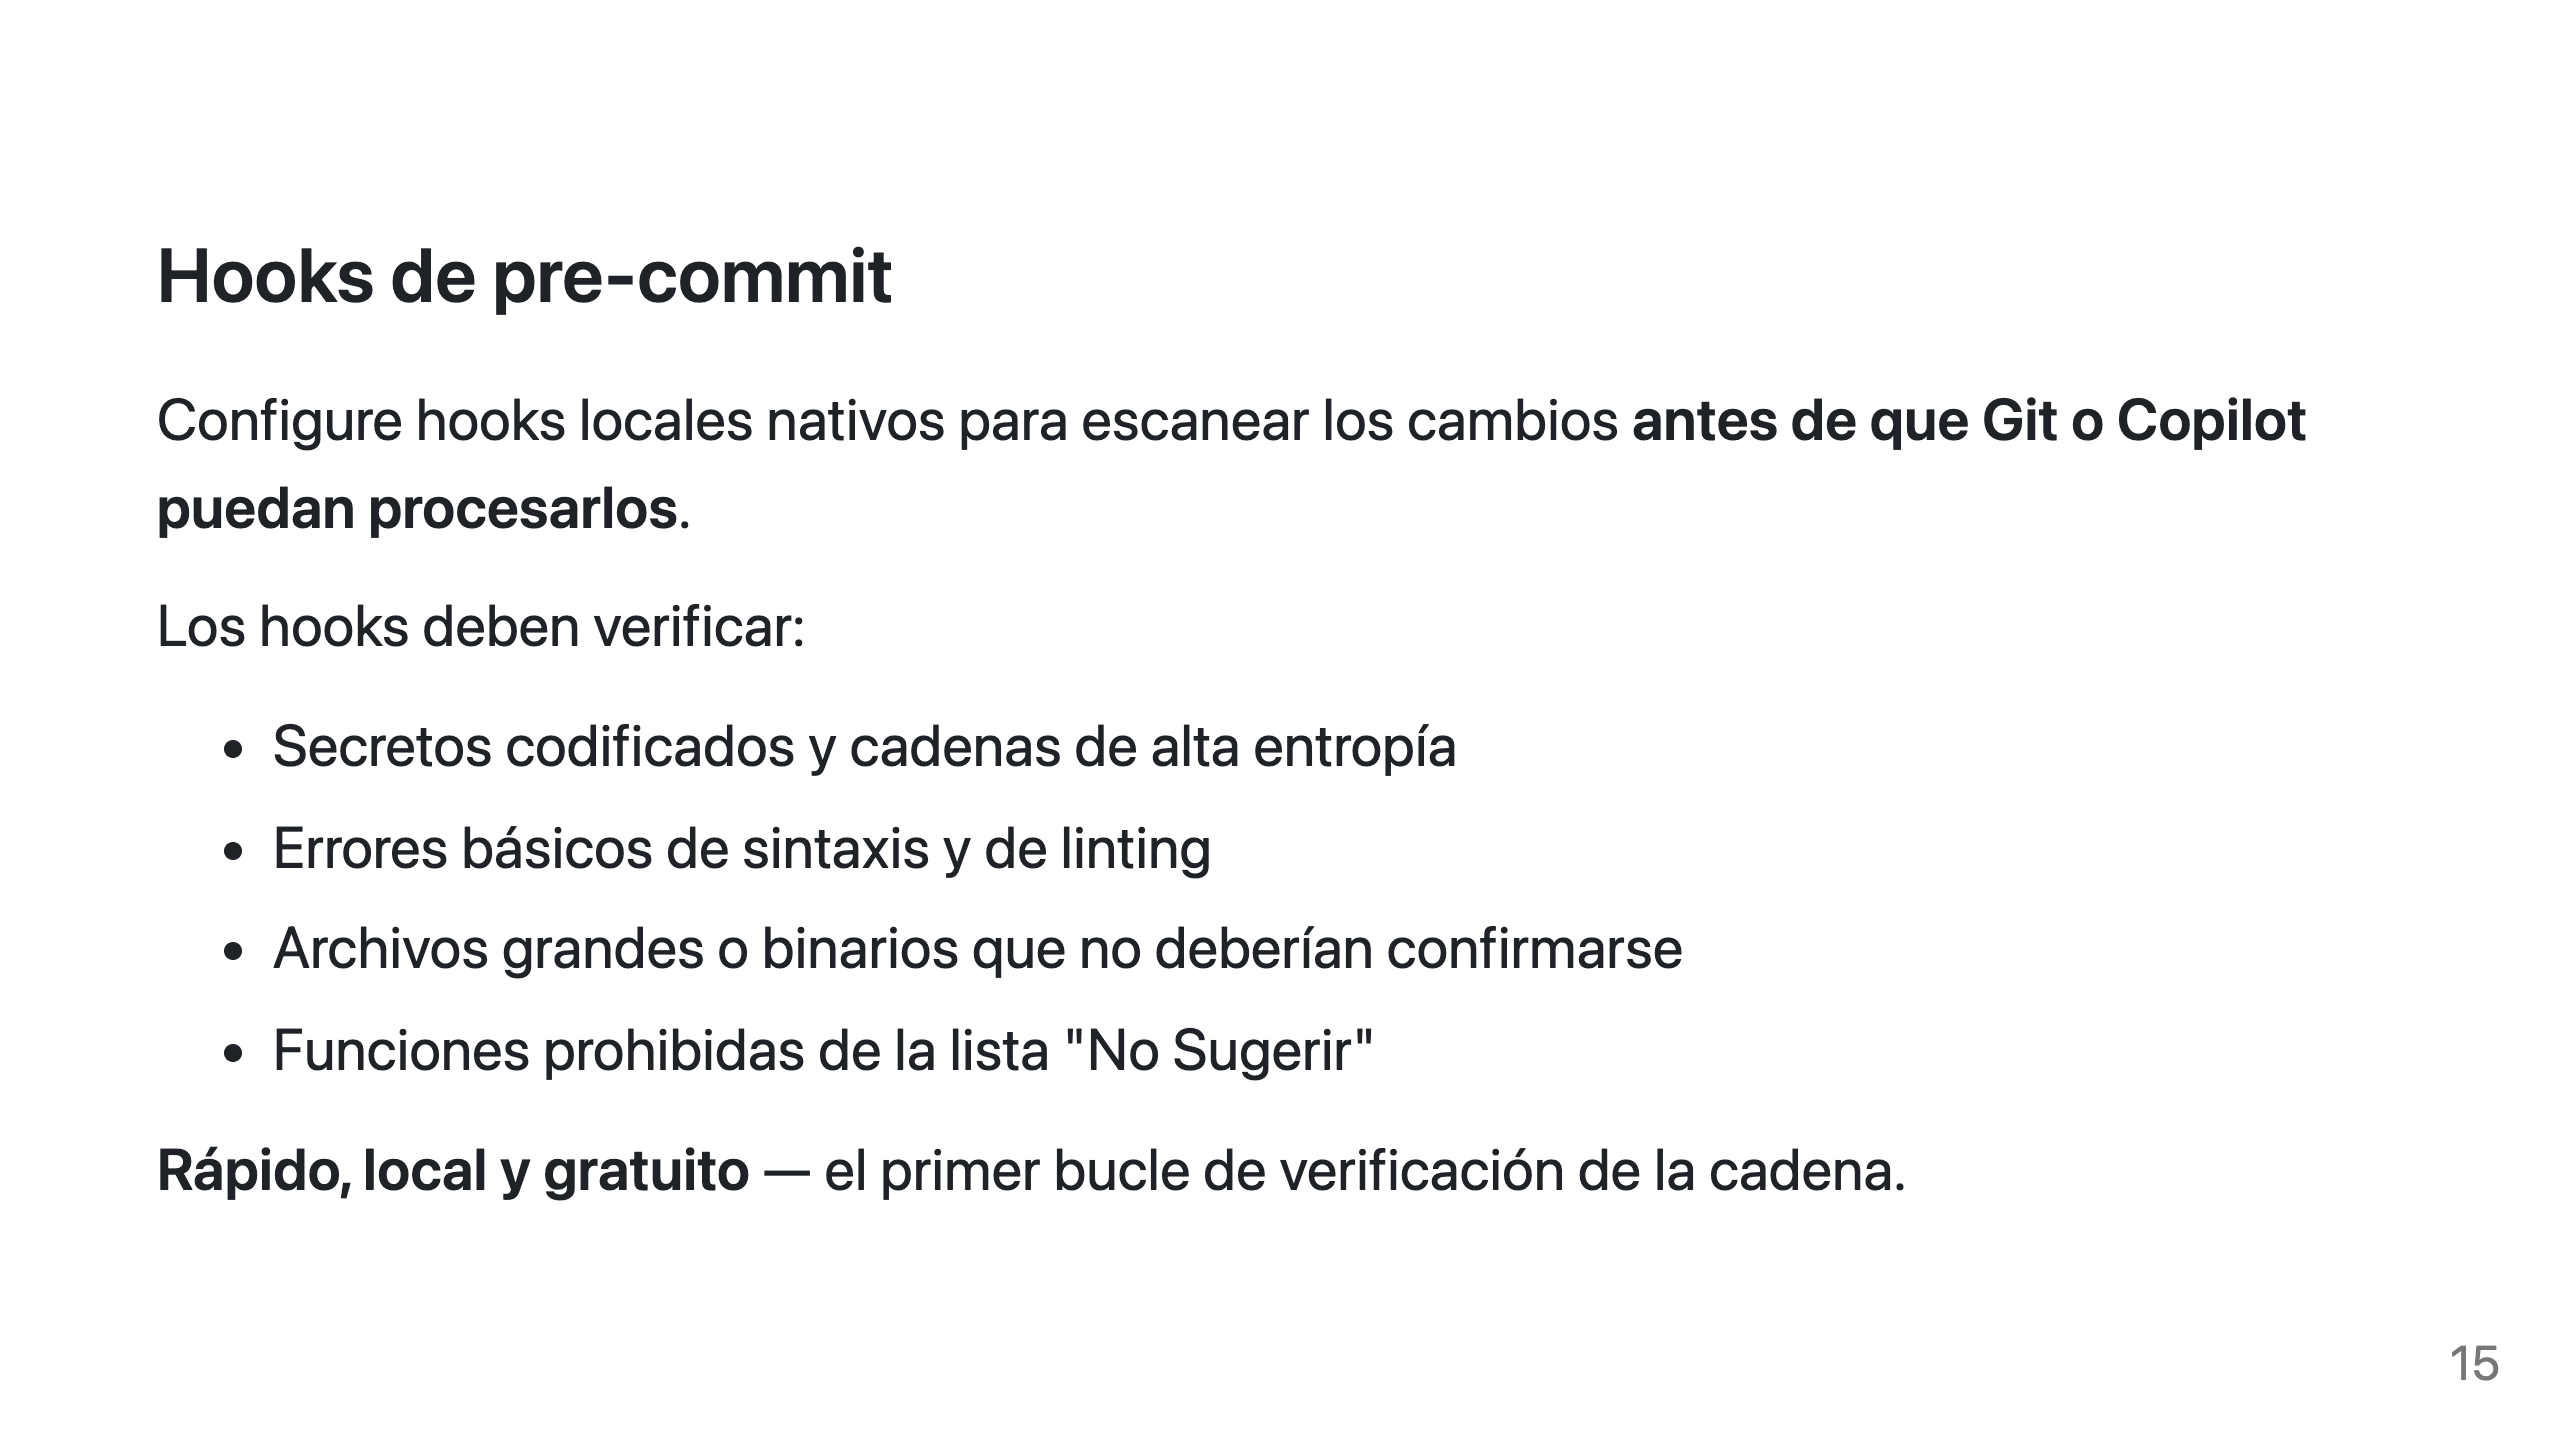 Hooks de pre-commit
Configure hooks locales nativos para escanear los cambios antes de que Git o Copilot
puedan procesarlos.
Los hooks deben verificar:
• Secretos codificados y cadenas de alta entropía
• Errores básicos de sintaxis y de linting
• Archivos grandes o binarios que no deberían confirmarse
• Funciones prohibidas de la lista "No Sugerir"
Rápido, local y gratuito — el primer bucle de verificación de la cadena.
15